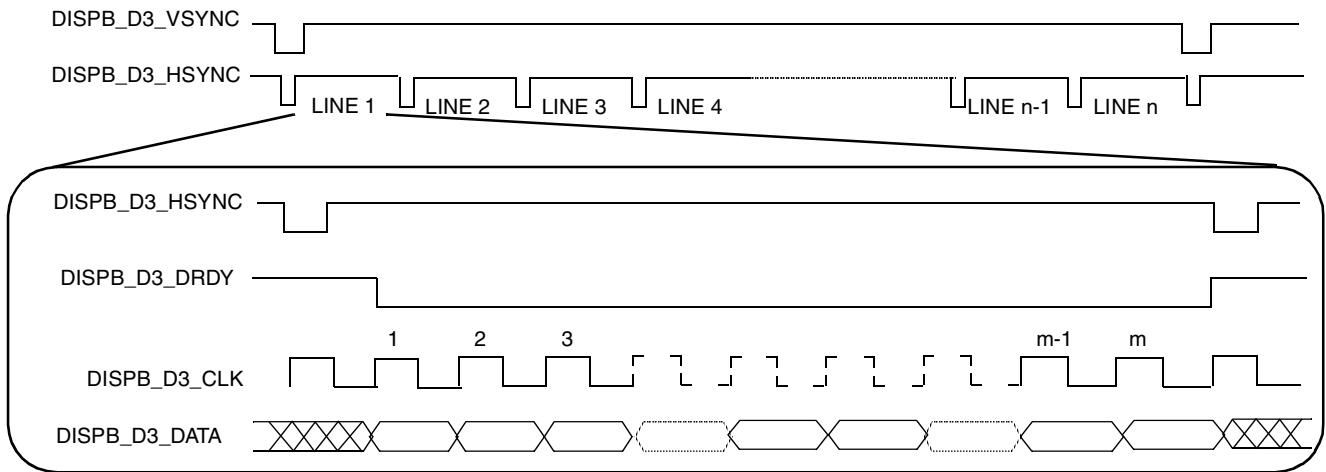 DISPB_D3_VSYNC
DISPB_D3_HSYNC
LINE 1 LINE 2 LINE 3 LINE 4 LINE n-1 LINE n
DISPB_D3_HSYNC
DISPB_D3_DRDY
1 2 3 m-1 m
DISPB_D3_CLK
DISPB_D3_DATA